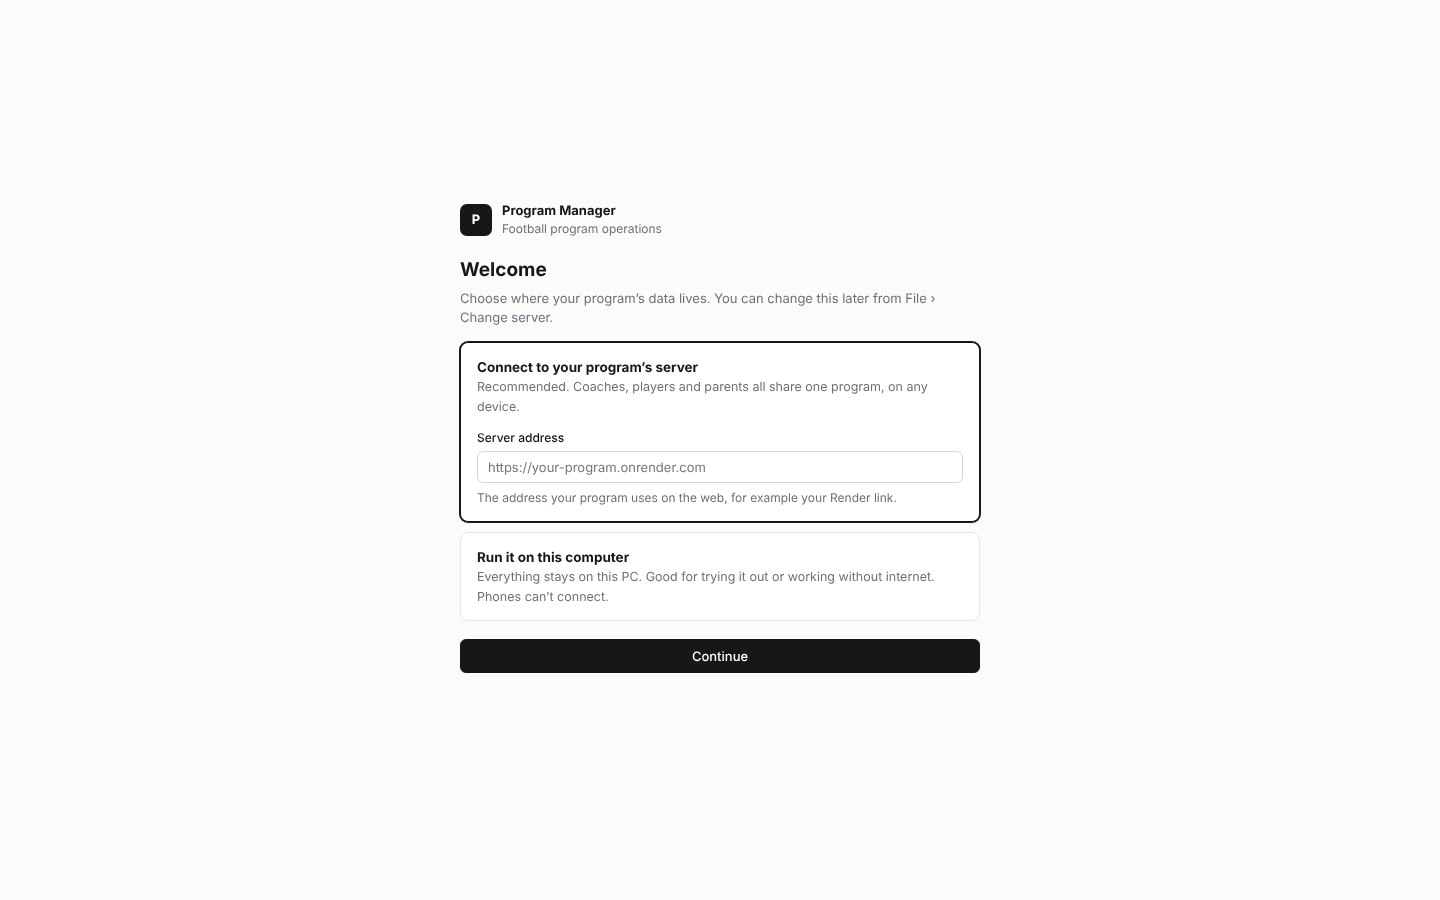 P
Program Manager
Football program operations
Welcome
Choose where your program’s data lives. You can change this later from File ›
Change server.
Connect to your program’s server
Recommended. Coaches, players and parents all share one program, on any
device.
Server address
https://your-program.onrender.com
The address your program uses on the web, for example your Render link.
Run it on this computer
Everything stays on this PC. Good for trying it out or working without internet.
Phones can’t connect.
Continue